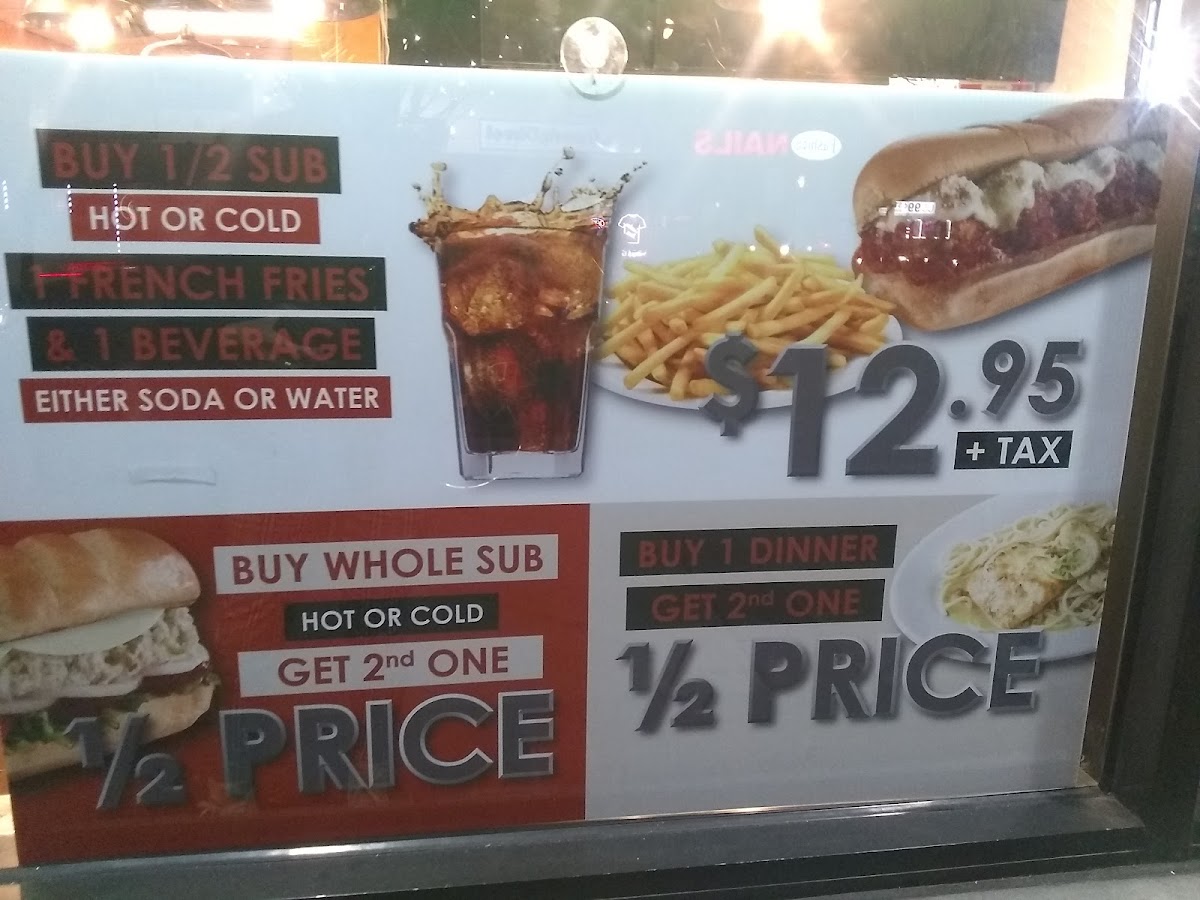 BUY 1/2 SUB
HOT OR COLD
1 FRENCH FRIES
& 1 BEVERAGE
EITHER SODA OR WATER
NAILS
$12.95
+ TAX
BUY WHOLE SUB
HOT OR COLD
GET 2nd ONE
1/2 PRICE
BUY 1 DINNER
GET 2nd ONE
1/2 PRICE